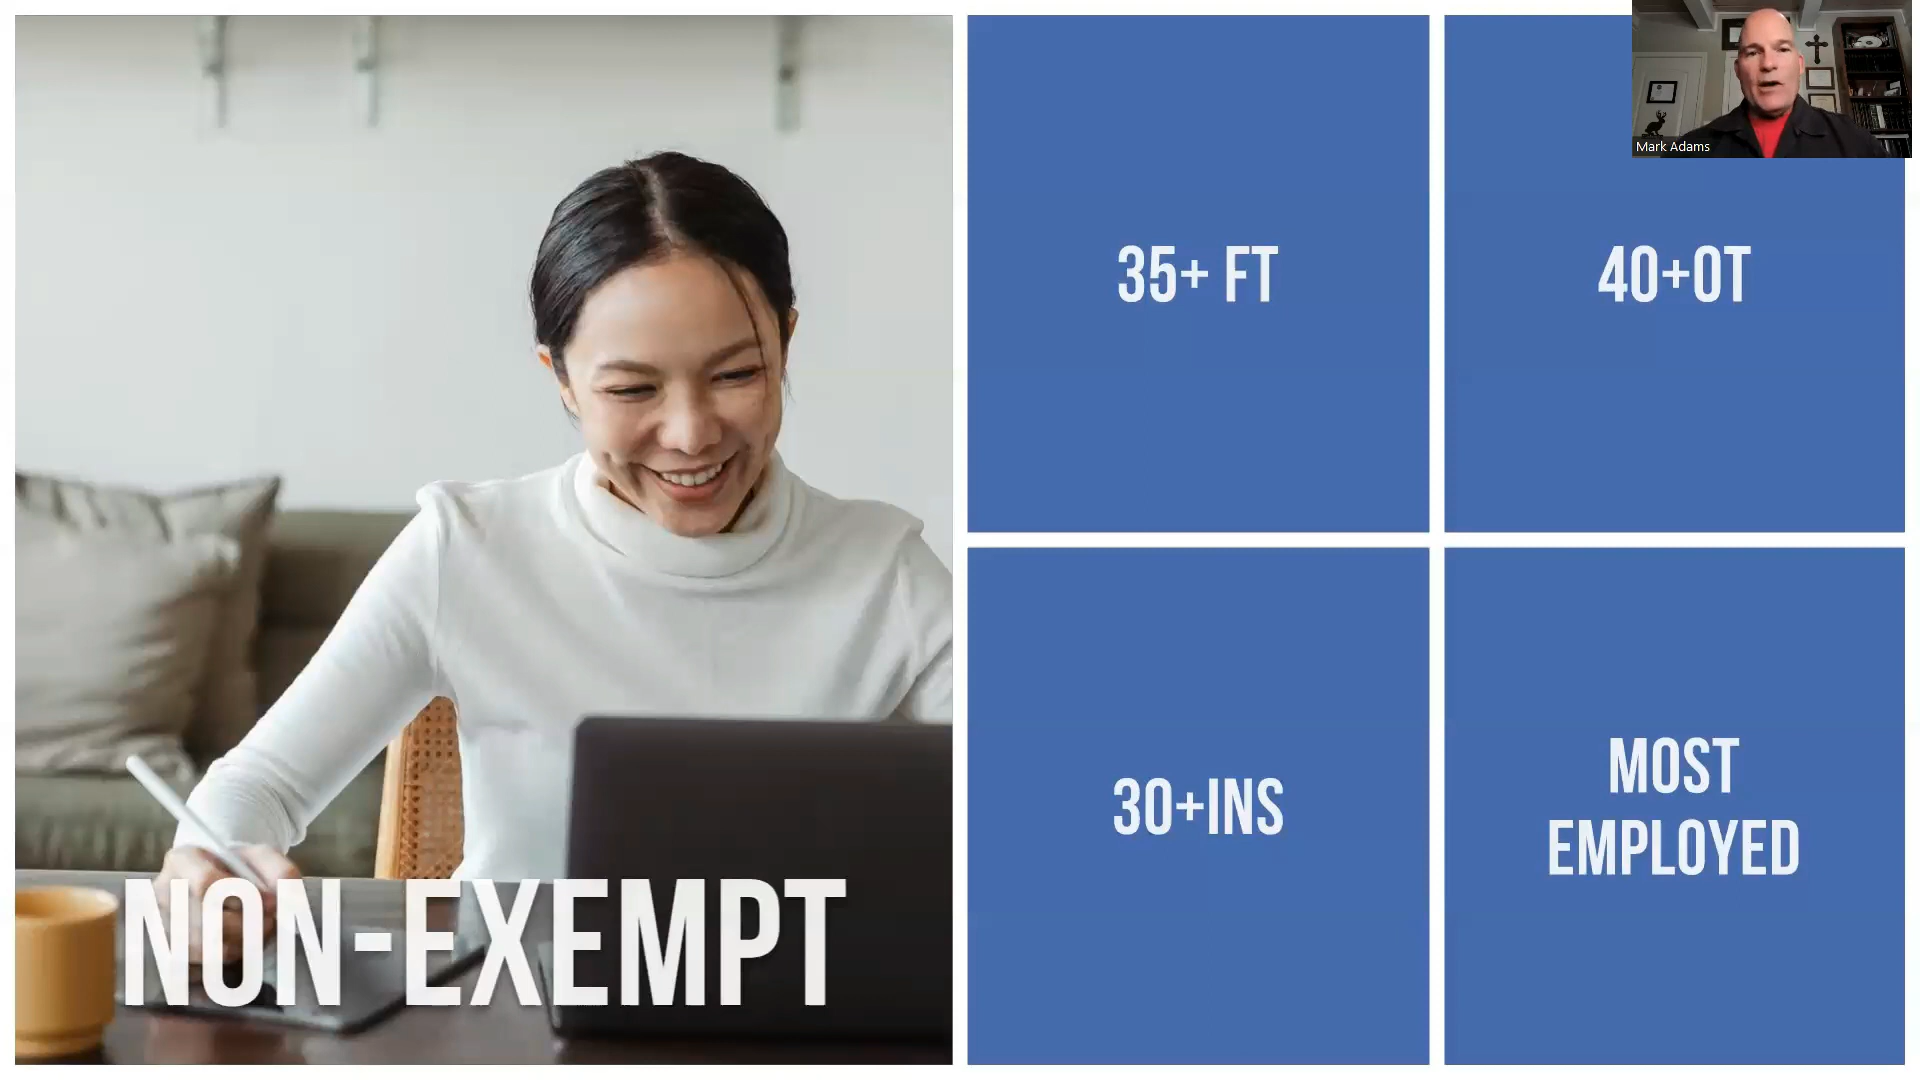 NON-EXEMPT
35+ FT
40+OT
30+INS
MOST
EMPLOYED
Mark Adams